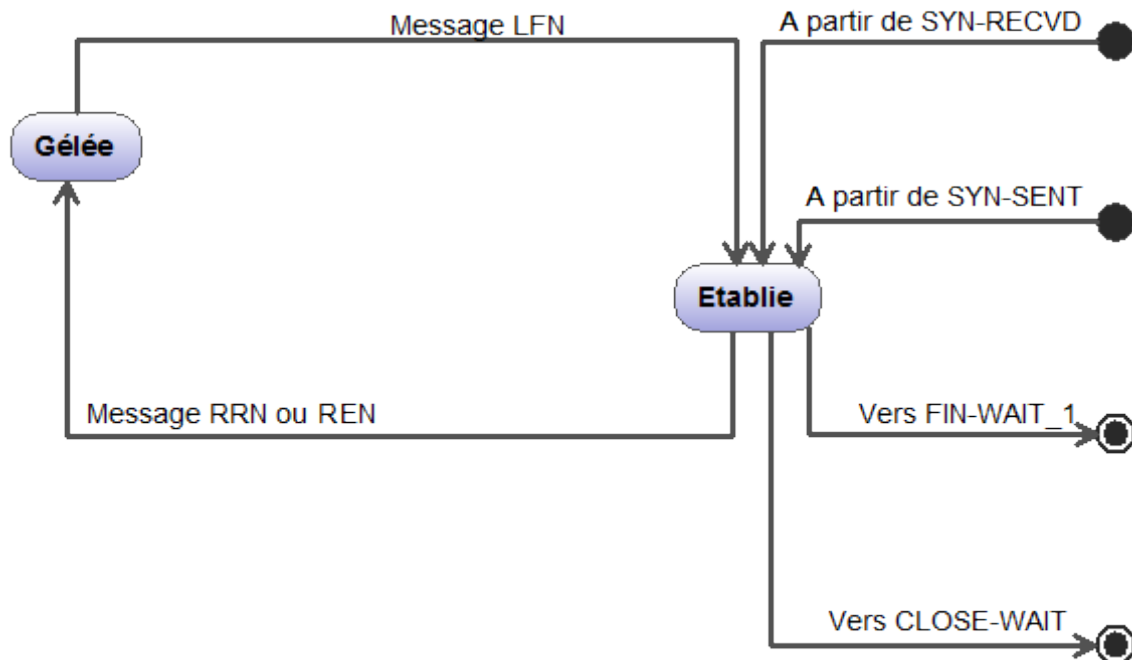 Message LFN
A partir de SYN-RECVD
Gélée
A partir de SYN-SENT
Etablie
Message RRN ou REN
Vers FIN-WAIT_1
Vers CLOSE-WAIT